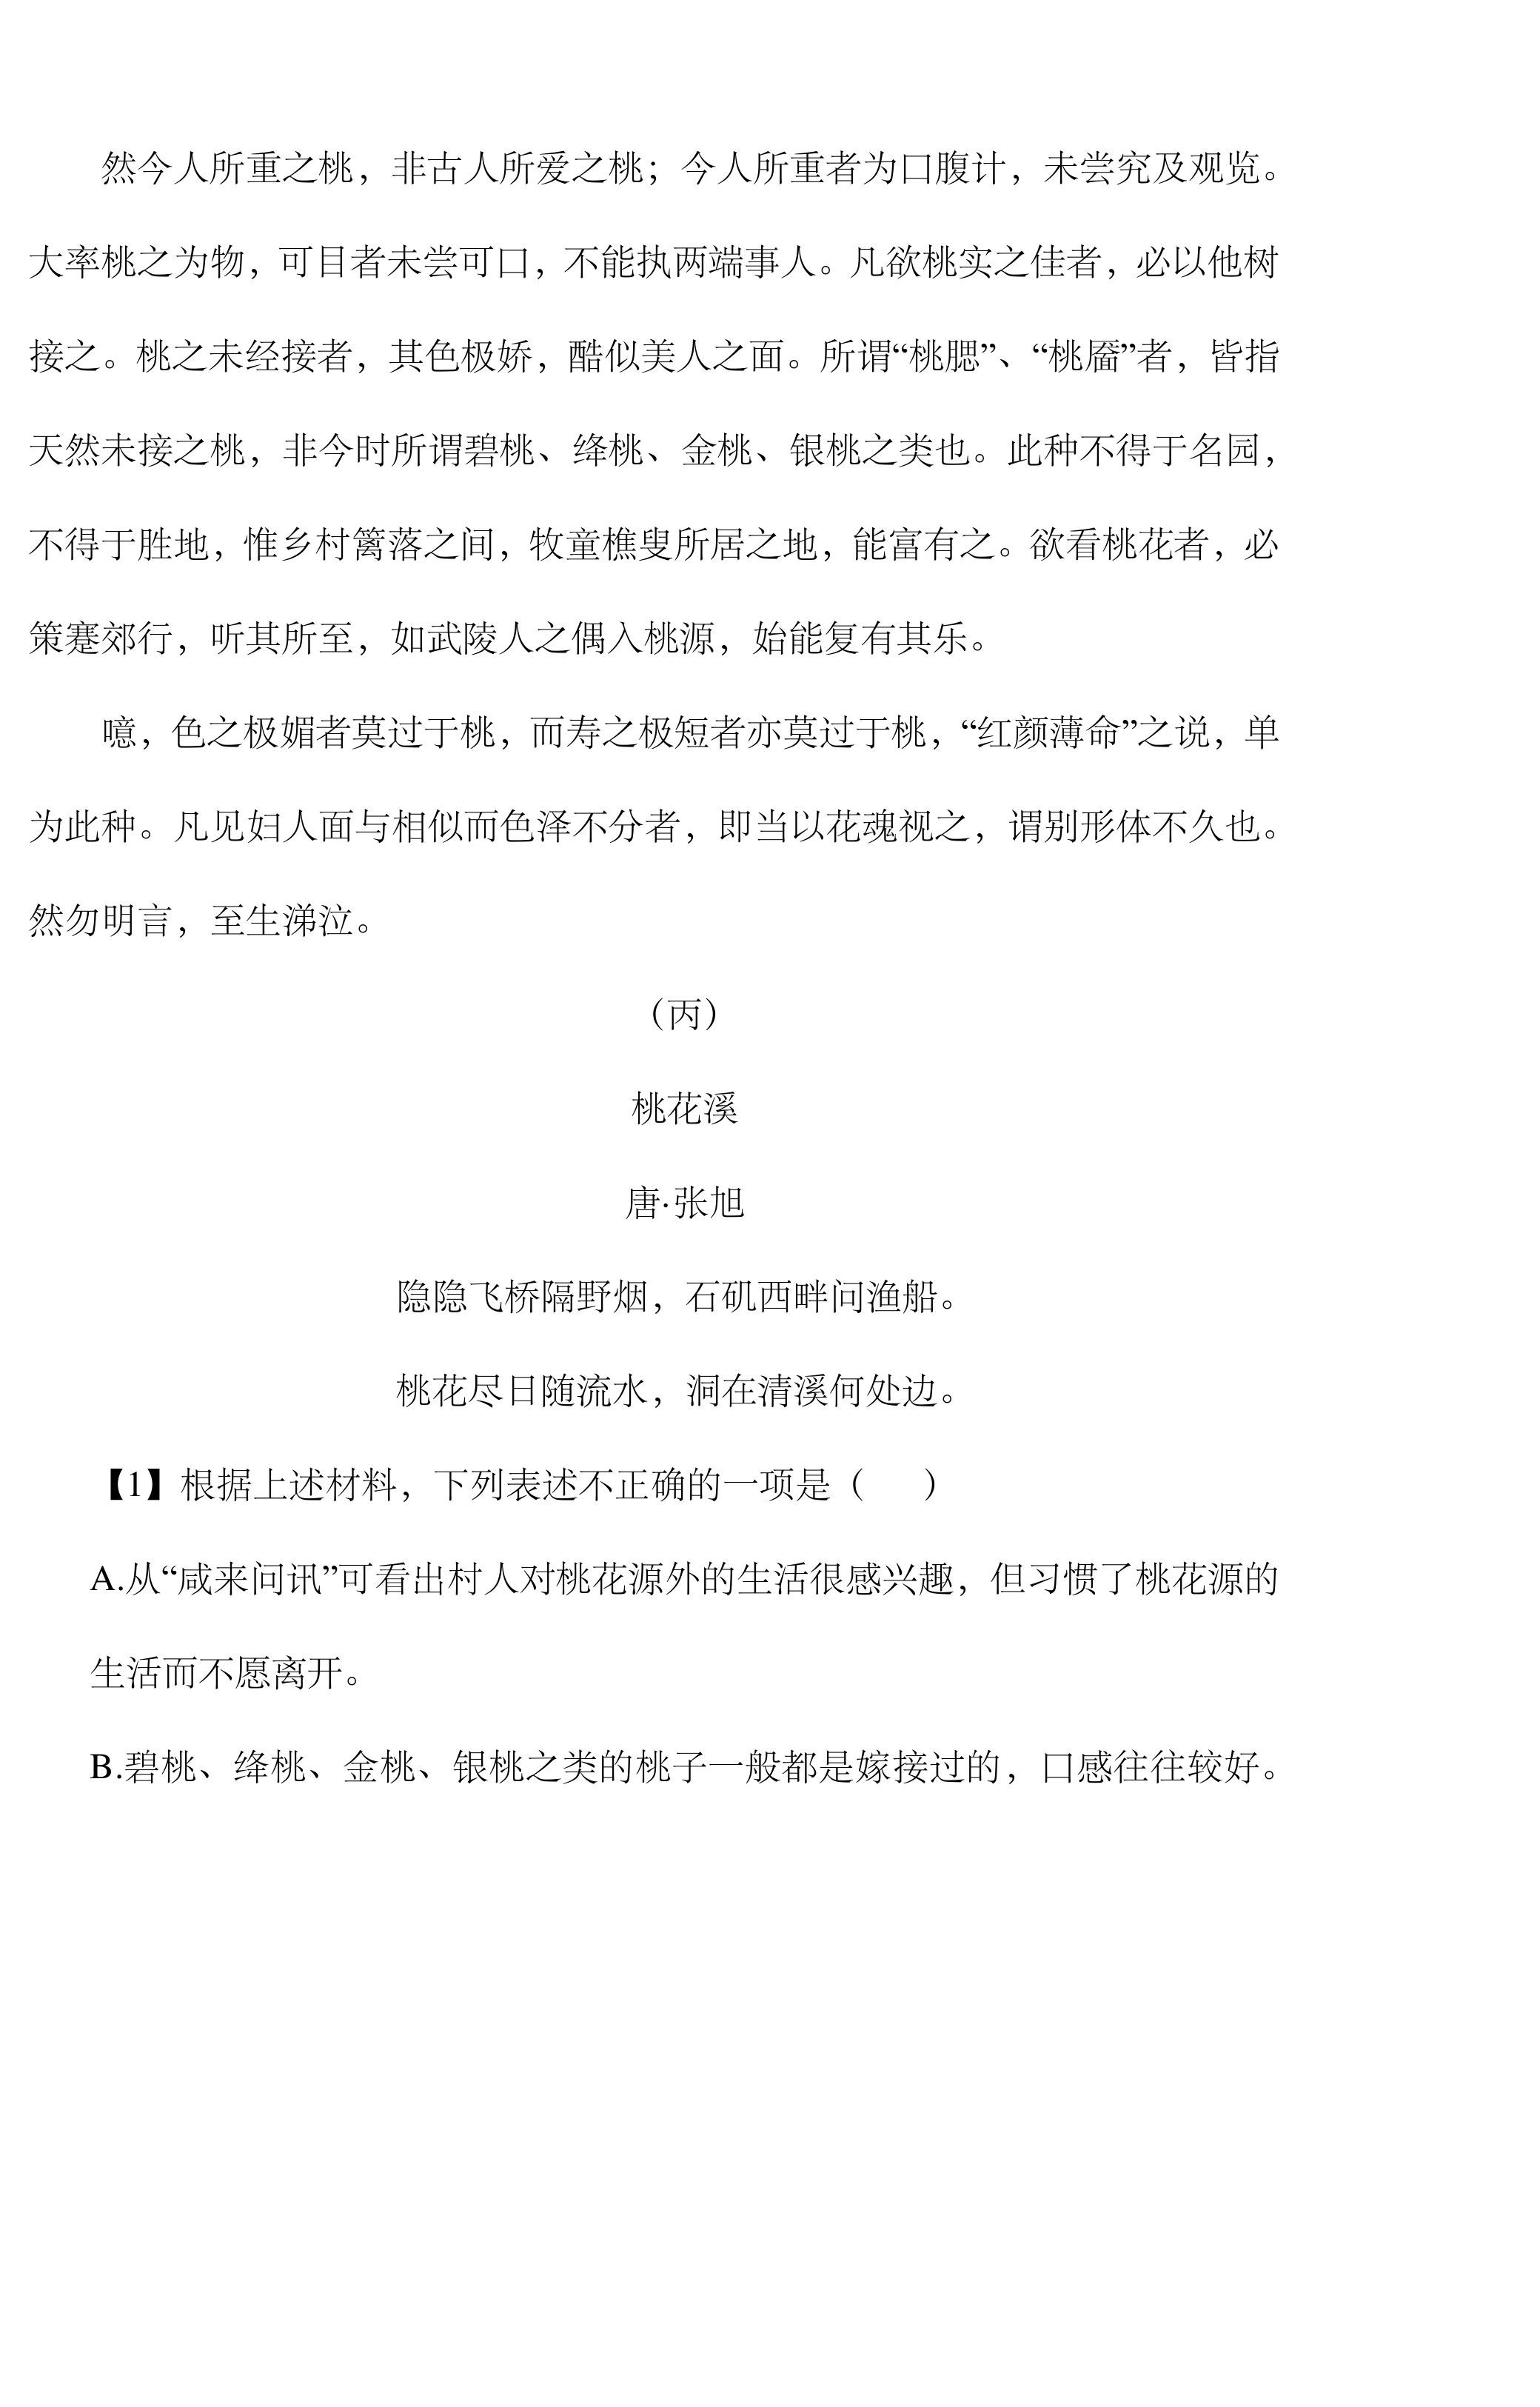 然今人所重之桃，非古人所爱之桃；今人所重者为口腹计，未尝究及观览。
大率桃之为物，可目者未尝可口，不能执两端事人。凡欲桃实之佳者，必以他树
接之。桃之未经接者，其色极娇，酷似美人之面。所谓“桃腮”、“桃靥”者，皆指
天然未接之桃，非今时所谓碧桃、绛桃、金桃、银桃之类也。此种不得于名园，
不得于胜地，惟乡村篱落之间，牧童樵叟所居之地，能富有之。欲看桃花者，必
策蹇郊行，听其所至，如武陵人之偶入桃源，始能复有其乐。
噫，色之极媚者莫过于桃，而寿之极短者亦莫过于桃，“红颜薄命”之说，单
为此种。凡见妇人面与相似而色泽不分者，即当以花魂视之，谓别形体不久也。
然勿明言，至生涕泣。
（丙）
桃花溪
唐·张旭
隐隐飞桥隔野烟，石矶西畔问渔船。
桃花尽日随流水，洞在清溪何处边。
【1】根据上述材料，下列表述不正确的一项是（ ）
A.从“咸来问讯”可看出村人对桃花源外的生活很感兴趣，但习惯了桃花源的
生活而不愿离开。
B.碧桃、绛桃、金桃、银桃之类的桃子一般都是嫁接过的，口感往往较好。